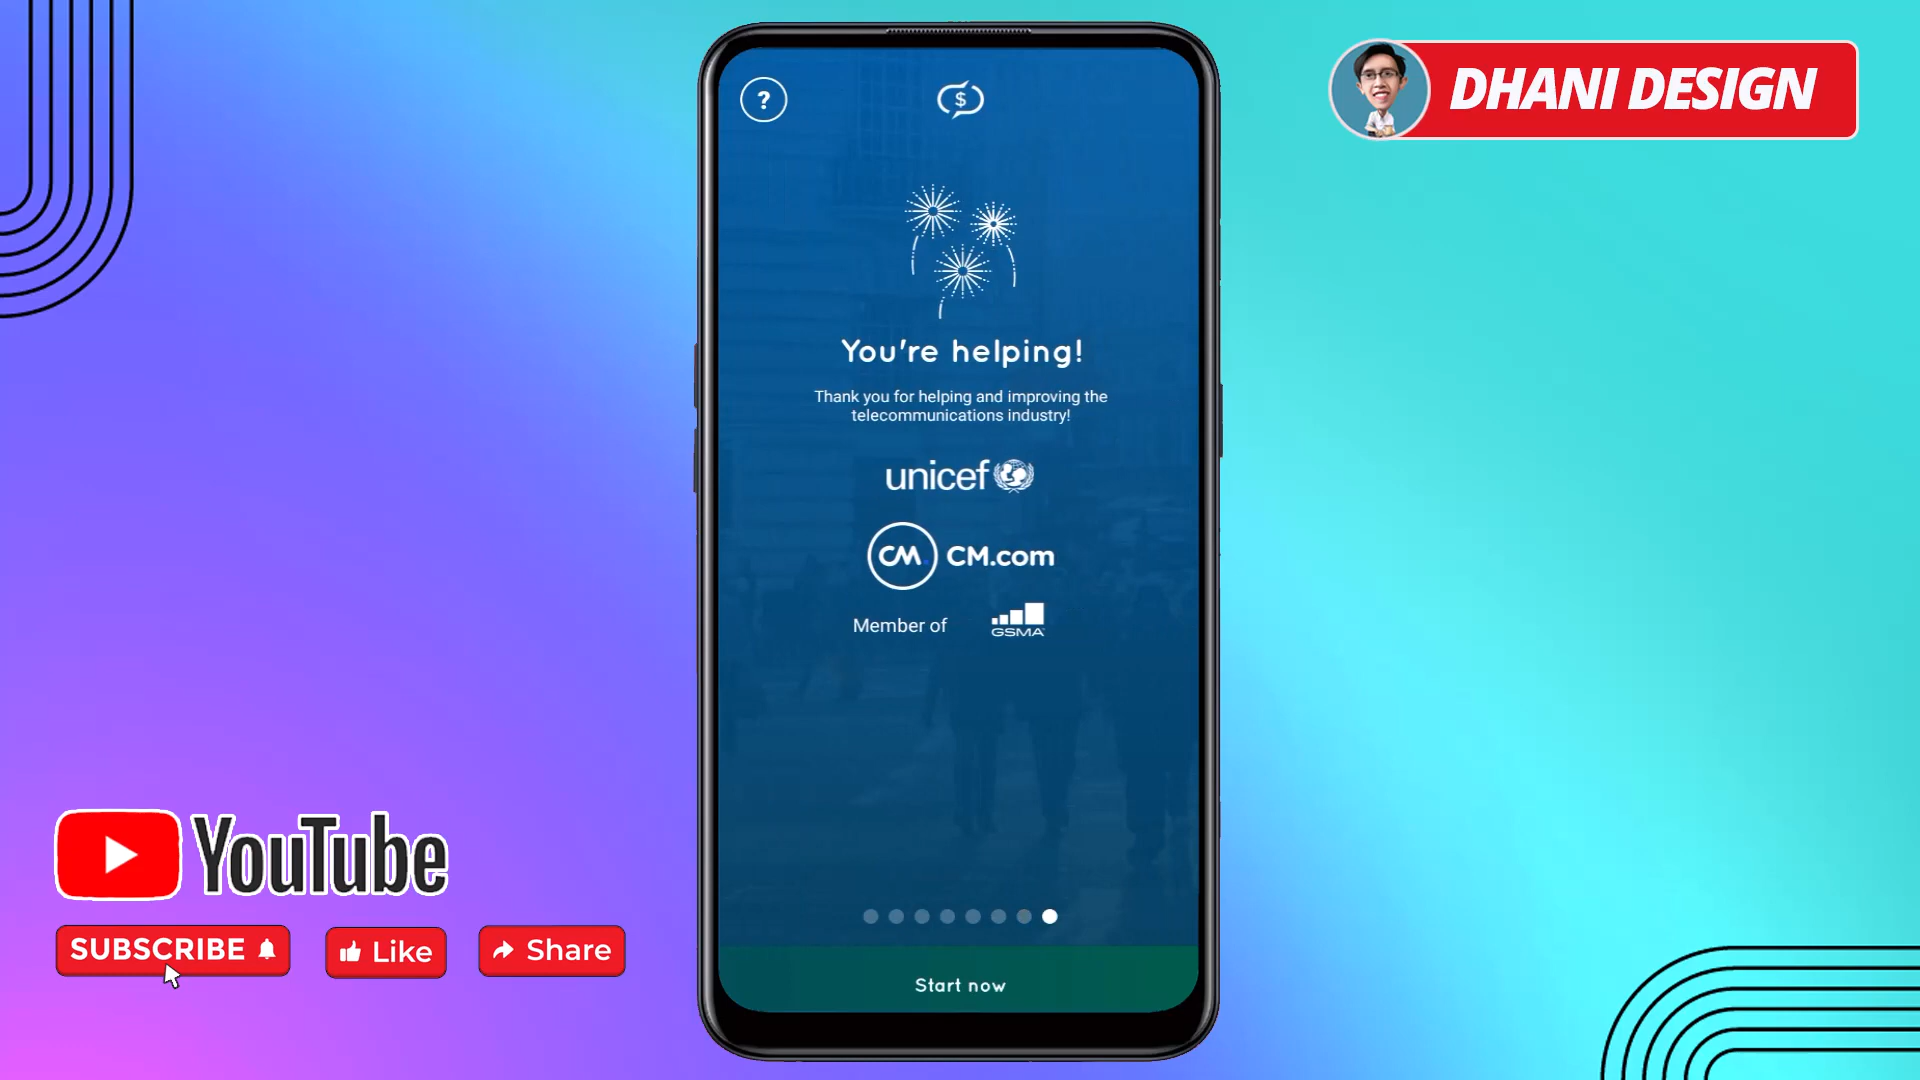 ?
$
DHANI DESIGN
You're helping!
Thank you for helping and improving the
telecommunications industry!
unicef
CM. CM.com
Member of GSMA
Start now
YouTube
SUBSCRIBE
Like
Share